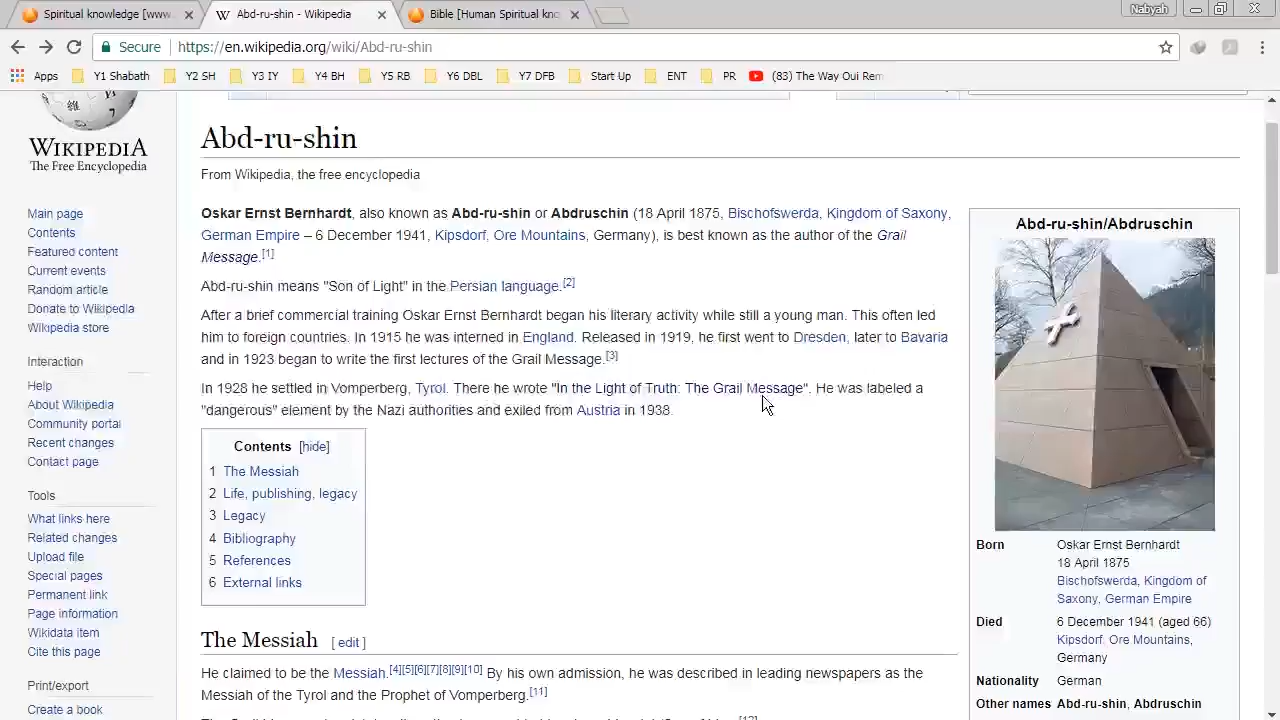 Spiritual knowledge [www
Abd-ru-shin - Wikipedia
Bible [Human Spiritual kno
Nabyah
Secure
https://en.wikipedia.org/wiki/Abd-ru-shin
Apps
Y1 Shabath
Y2 SH
Y3 IY
Y4 BH
Y5 RB
Y6 DBL
Y7 DFB
Start Up
ENT
PR
(83) The Way Oui Rem
WIKIPEDIA
The Free Encyclopedia
Main page
Contents
Featured content
Current events
Random article
Donate to Wikipedia
Wikipedia store
Interaction
Help
About Wikipedia
Community portal
Recent changes
Contact page
Tools
What links here
Related changes
Upload file
Special pages
Permanent link
Page information
Wikidata item
Cite this page
Print/export
Create a book
Abd-ru-shin
From Wikipedia, the free encyclopedia
Oskar Ernst Bernhardt, also known as Abd-ru-shin or Abdruschin (18 April 1875, Bischofswerda, Kingdom of Saxony,
German Empire – 6 December 1941, Kipsdorf, Ore Mountains, Germany), is best known as the author of the Grail
Message.[1]
Abd-ru-shin means "Son of Light" in the Persian language.[2]
After a brief commercial training Oskar Ernst Bernhardt began his literary activity while still a young man. This often led
him to foreign countries. In 1915 he was interned in England. Released in 1919, he first went to Dresden, later to Bavaria
and in 1923 began to write the first lectures of the Grail Message.[3]
In 1928 he settled in Vomperberg, Tyrol. There he wrote "In the Light of Truth: The Grail Message". He was labeled a
"dangerous" element by the Nazi authorities and exiled from Austria in 1938.
Contents [hide]
1 The Messiah
2 Life, publishing, legacy
3 Legacy
4 Bibliography
5 References
6 External links
The Messiah [ edit ]
He claimed to be the Messiah.[4][5][6][7][8][9][10] By his own admission, he was described in leading newspapers as the
Messiah of the Tyrol and the Prophet of Vomperberg.[11]
Abd-ru-shin/Abdruschin
Born Oskar Ernst Bernhardt
18 April 1875
Bischofswerda, Kingdom of
Saxony, German Empire
Died 6 December 1941 (aged 66)
Kipsdorf, Ore Mountains,
Germany
Nationality German
Other names Abd-ru-shin, Abdruschin